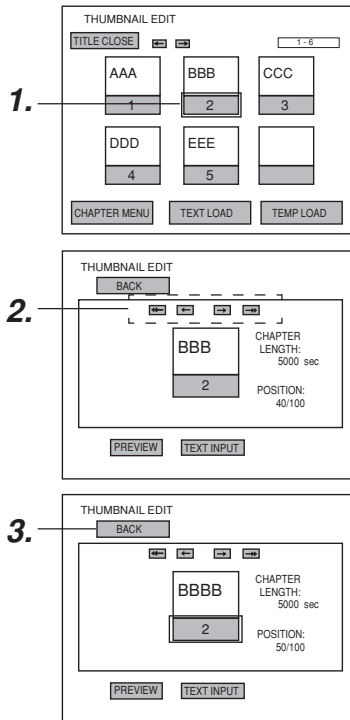 THUMBNAIL EDIT
TITLE CLOSE
1 - 6
1.
AAA BBB CCC
1 2 3
DDD EEE
4 5
CHAPTER MENU TEXT LOAD TEMP LOAD
THUMBNAIL EDIT
BACK
2.
BBB
2
CHAPTER
LENGTH:
5000 sec
POSITION:
40/100
PREVIEW TEXT INPUT
THUMBNAIL EDIT
3.
BACK
BBBB
2
CHAPTER
LENGTH:
5000 sec
POSITION:
50/100
PREVIEW TEXT INPUT